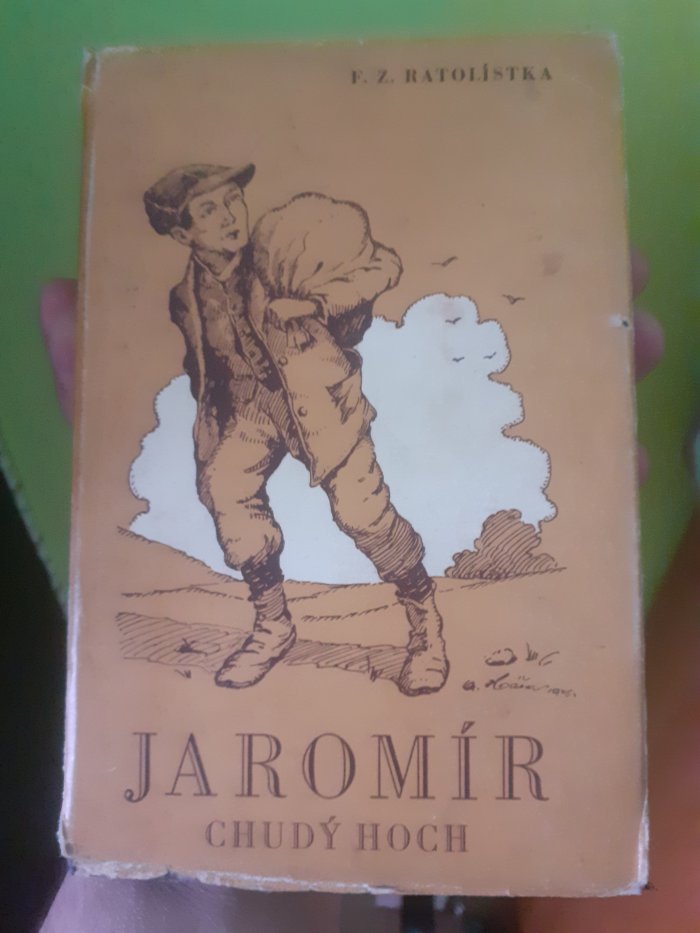 F. Z. RATOLÍSTKA
JAROMÍR
CHUDÝ HOCH